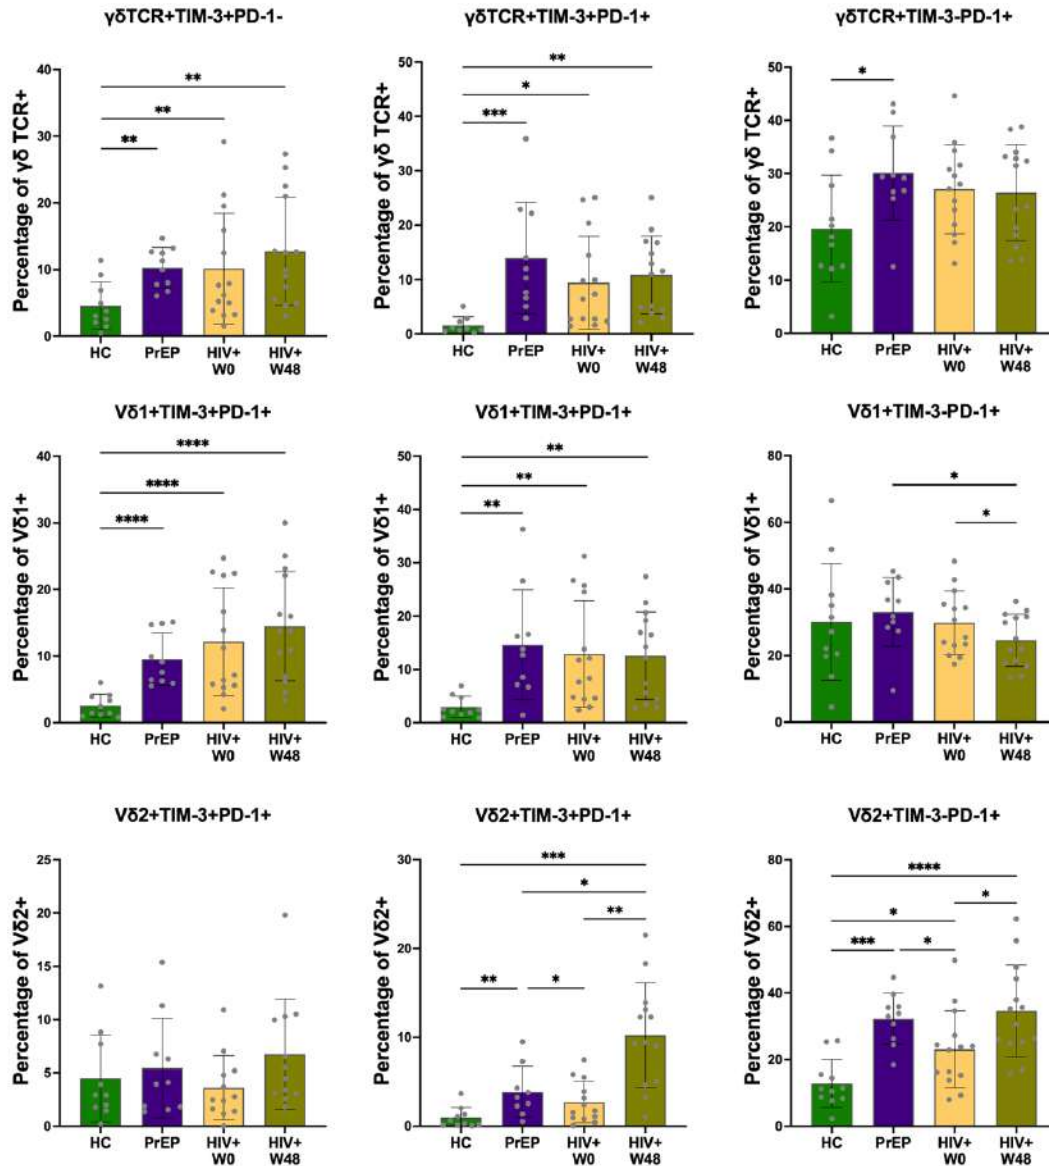 γδTCR+TIM-3+PD-1-
Percentage of γδ TCR+
40
30
20
10
0
** 
**
**
HC
PrEP
HIV+
W0
HIV+
W48
γδTCR+TIM-3+PD-1+
Percentage of γδ TCR+
50
40
30
20
10
0
**
*
***
HC
PrEP
HIV+
W0
HIV+
W48
γδTCR+TIM-3-PD-1+
Percentage of γδ TCR+
50
40
30
20
10
0
*
HC
PrEP
HIV+
W0
HIV+
W48
Vδ1+TIM-3+PD-1+
Percentage of Vδ1+
40
30
20
10
0
****
****
****
HC
PrEP
HIV+
W0
HIV+
W48
Vδ1+TIM-3+PD-1+
Percentage of Vδ1+
50
40
30
20
10
0
**
**
**
HC
PrEP
HIV+
W0
HIV+
W48
Vδ1+TIM-3-PD-1+
Percentage of Vδ1+
80
60
40
20
0
*
*
HC
PrEP
HIV+
W0
HIV+
W48
Vδ2+TIM-3+PD-1+
Percentage of Vδ2+
25
20
15
10
5
0
HC
PrEP
HIV+
W0
HIV+
W48
Vδ2+TIM-3+PD-1+
Percentage of Vδ2+
30
20
10
0
***
*
**
**
*
HC
PrEP
HIV+
W0
HIV+
W48
Vδ2+TIM-3-PD-1+
Percentage of Vδ2+
80
60
40
20
0
****
*
*
***
*
HC
PrEP
HIV+
W0
HIV+
W48